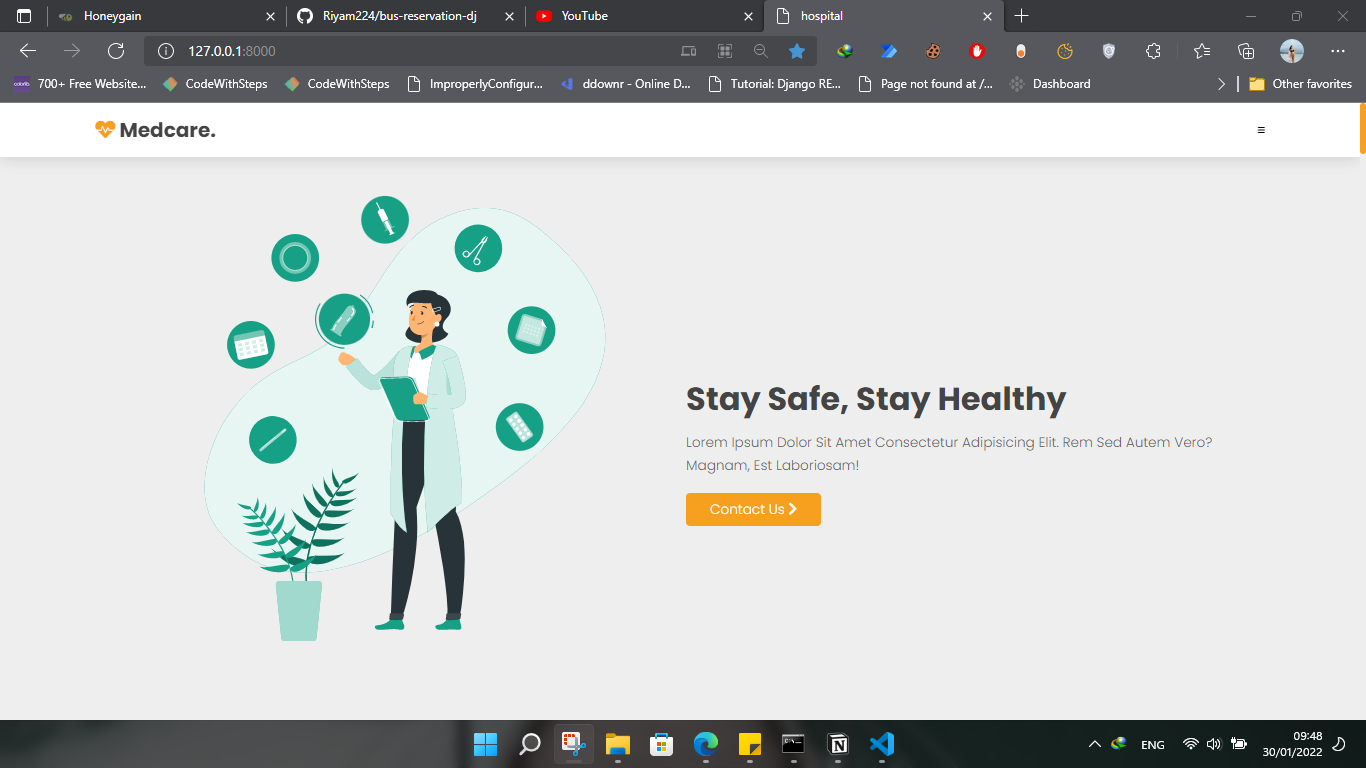 Honeygain
Riyam224/bus-reservation-dj
YouTube
hospital
127.0.0.1:8000
700+ Free Website...
CodeWithSteps
CodeWithSteps
ImproperlyConfigur...
ddownr - Online D...
Tutorial: Django RE...
Page not found at /...
Dashboard
Other favorites
Medcare.
Stay Safe, Stay Healthy
Lorem Ipsum Dolor Sit Amet Consectetur Adipisicing Elit. Rem Sed Autem Vero?
Magnam, Est Laboriosam!
Contact Us
ENG
09:48
30/01/2022